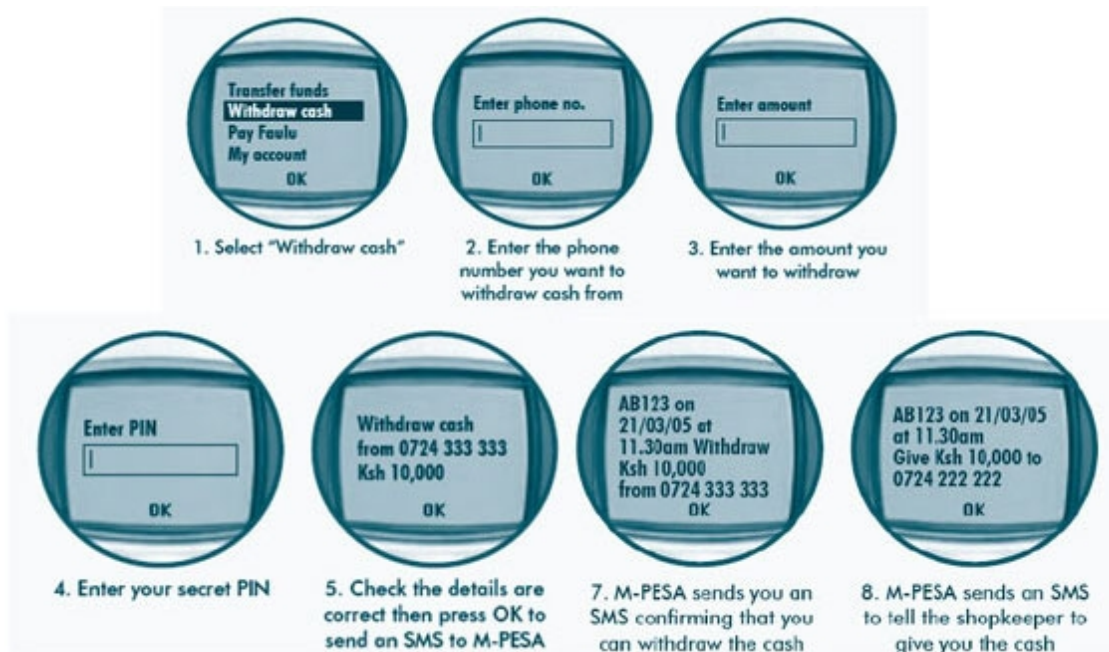 Transfer funds
Withdraw cash
Pay Faulu
My account
OK
1. Select "Withdraw cash"
Enter phone no.
OK
2. Enter the phone
number you want to
withdraw cash from
Enter amount
OK
3. Enter the amount you
want to withdraw
Enter PIN
OK
4. Enter your secret PIN
Withdraw cash
from 0724 333 333
Ksh 10,000
OK
5. Check the details are
correct then press OK to
send an SMS to M-PESA
AB123 on
21/03/05 at
11.30am Withdraw
Ksh 10,000
from 0724 333 333
OK
7. M-PESA sends you an
SMS confirming that you
can withdraw the cash
AB123 on 21/03/05
at 11.30am
Give Ksh 10,000 to
0724 222 222
OK
8. M-PESA sends an SMS
to tell the shopkeeper to
give you the cash